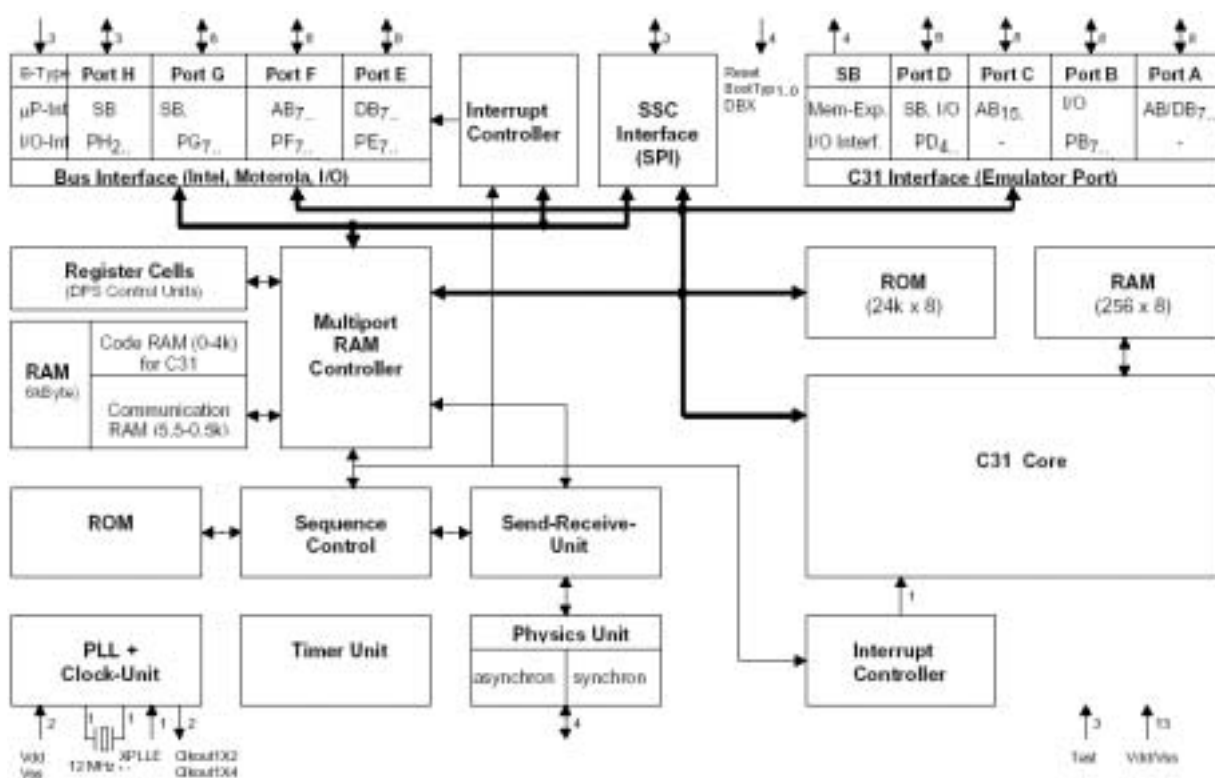 3 3 8 8 8
B-Type Port H Port G Port F Port E
µP-Int SB SB, AB7.. DB7..
I/O-Int PH2.. PG7.. PF7.. PE7..
Bus Interface (Intel, Motorola, I/O)
Interrupt
Controller
3
SSC
Interface
(SPI)
4
Reset
BootTyp1..0
DBX
4 8 8 8 8
SB Port D Port C Port B Port A
Mem-Exp. SB, I/O AB15, I/O AB/DB7..
I/O Interf. PD4.. - PB7.. -
C31 Interface (Emulator Port)
Register Cells
(DPS Control Units)
Multiport
RAM
Controller
ROM
(24k x 8)
RAM
(256 x 8)
RAM
6kByte)
Code RAM (0-4k)
for C31
Communication
RAM (5.5-0.5k)
C31 Core
ROM
Sequence
Control
Send-Receive-
Unit
1
PLL +
Clock-Unit
Timer Unit
Physics Unit
asynchron synchron
Interrupt
Controller
2 1 1 1 2
4
3 13
Vdd
Vss
12 MHz
XPLLE
Clkout1X2
Clkout1X4
Test
Vdd/Vss